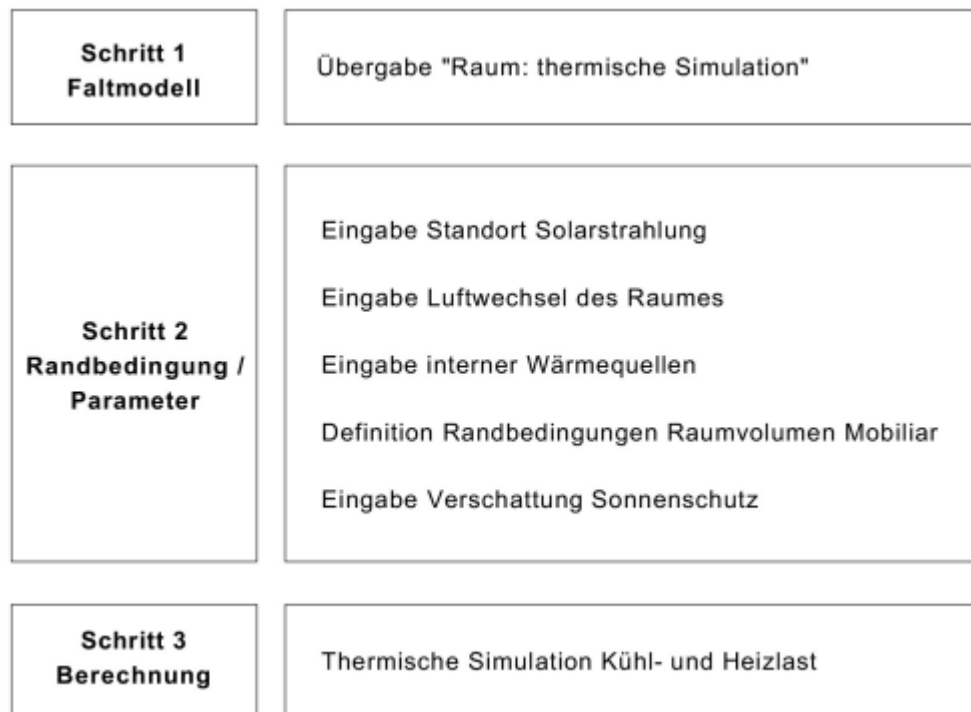 Schritt 1
Faltmodell
Übergabe "Raum: thermische Simulation"
Schritt 2
Randbedingung /
Parameter
Eingabe Standort Solarstrahlung
Eingabe Luftwechsel des Raumes
Eingabe interner Wärmequellen
Definition Randbedingungen Raumvolumen Mobiliar
Eingabe Verschattung Sonnenschutz
Schritt 3
Berechnung
Thermische Simulation Kühl- und Heizlast